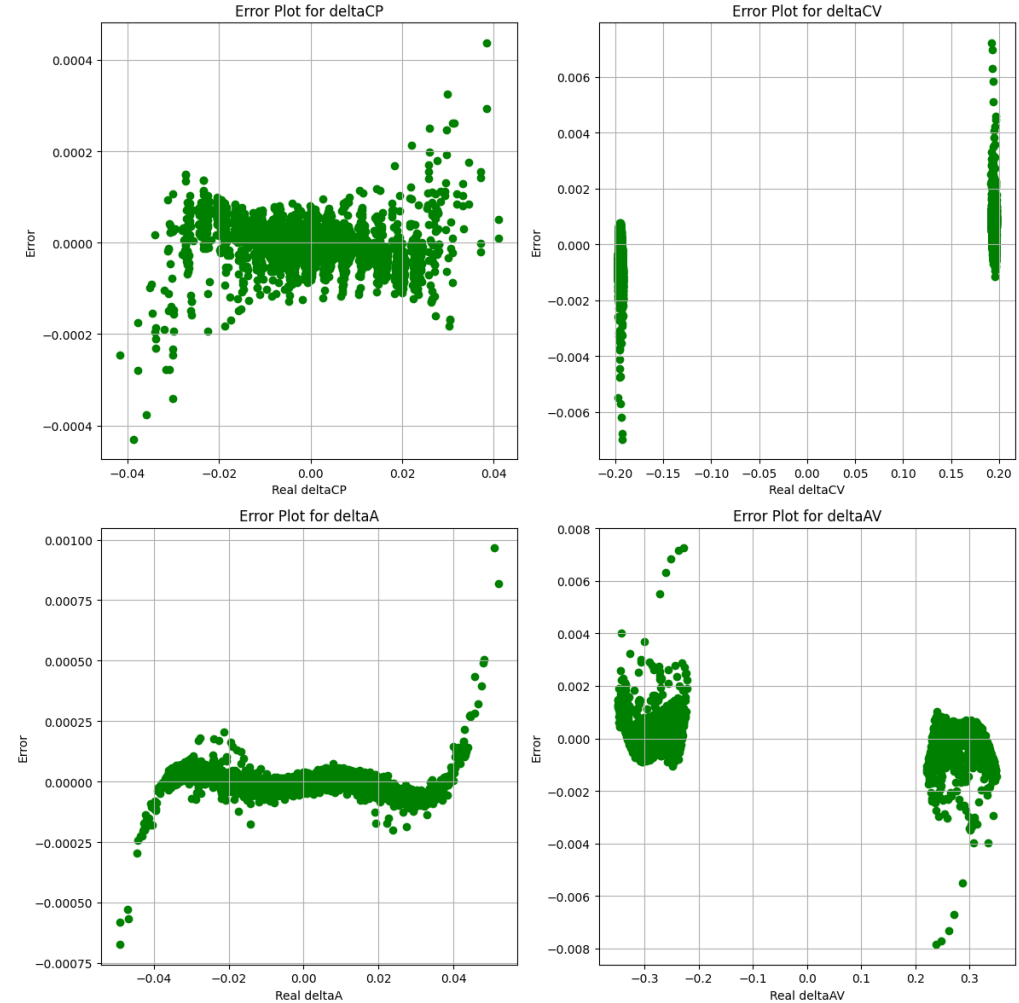 Error Plot for deltaCP
0.0004
0.0002
0.0000
−0.0002
−0.0004
Error
−0.04 −0.02 0.00 0.02 0.04
Real deltaCP
Error Plot for deltaCV
0.006
0.004
0.002
0.000
−0.002
−0.004
−0.006
Error
−0.20 −0.15 −0.10 −0.05 0.00 0.05 0.10 0.15 0.20
Real deltaCV
Error Plot for deltaA
0.00100
0.00075
0.00050
0.00025
0.00000
−0.00025
−0.00050
−0.00075
Error
−0.04 −0.02 0.00 0.02 0.04
Real deltaA
Error Plot for deltaAV
0.008
0.006
0.004
0.002
0.000
−0.002
−0.004
−0.006
−0.008
Error
−0.3 −0.2 −0.1 0.0 0.1 0.2 0.3
Real deltaAV